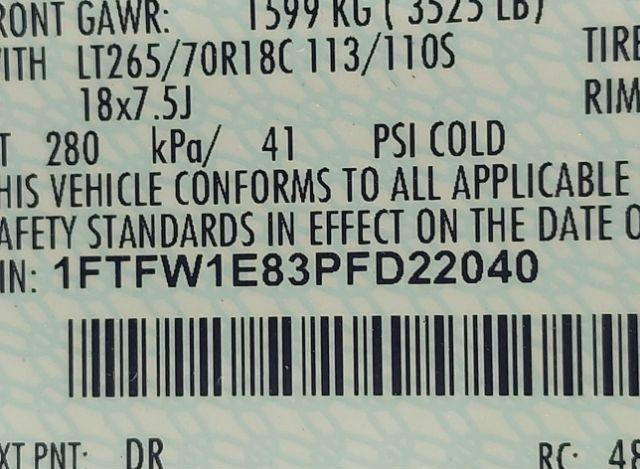 RONT GAWR: 1599 KG ( 3525 LB)
ITH LT265/70R18C 113/110S TIRE
18x7.5J RIM
T 280 kPa/ 41 PSI COLD
HIS VEHICLE CONFORMS TO ALL APPLICABLE
AFETY STANDARDS IN EFFECT ON THE DATE O
IN: 1FTFW1E83PFD22040
XT PNT: DR RC: 48